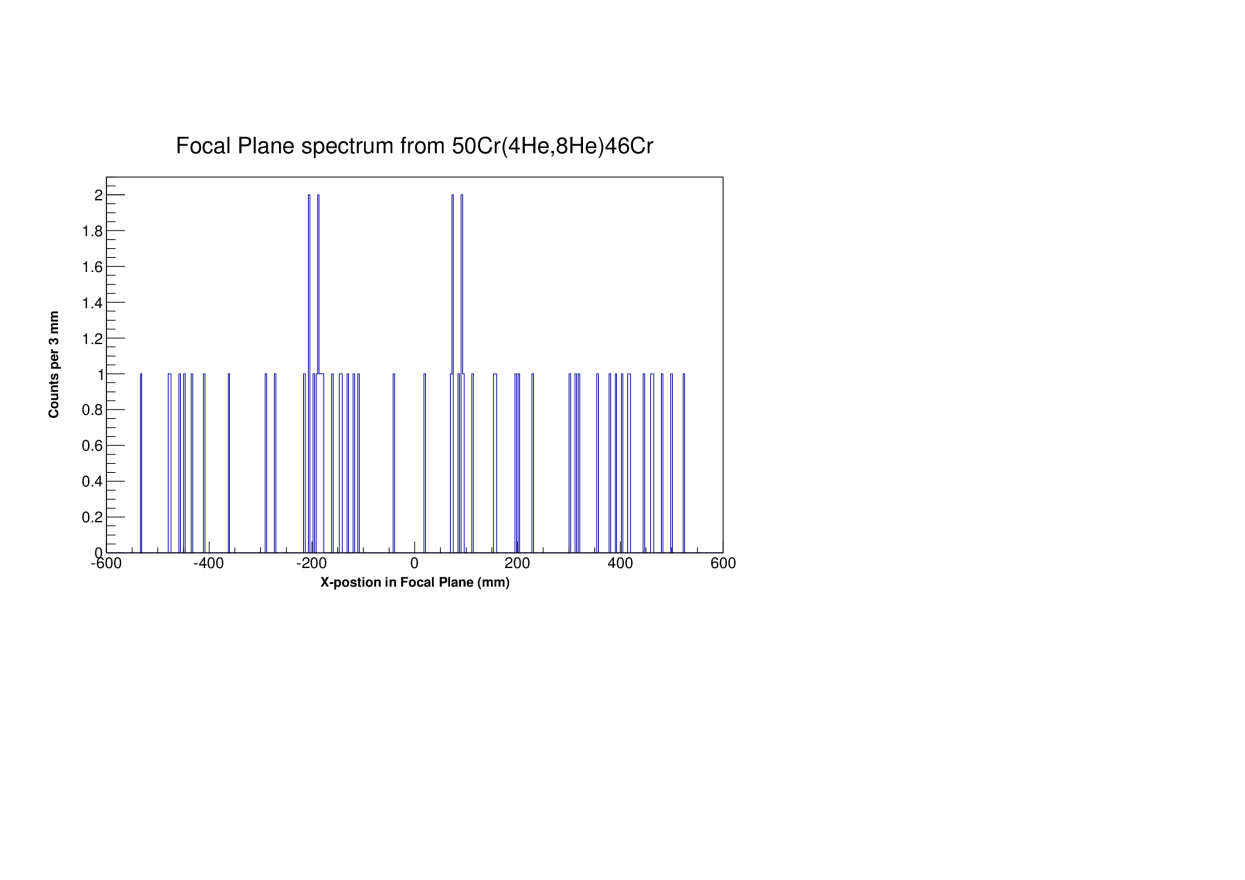 Focal Plane spectrum from 50Cr(4He,8He)46Cr
2
1.8
1.6
1.4
1.2
1
0.8
0.6
0.4
0.2
0
Counts per 3 mm
-600 -400 -200 0 200 400 600
X-postion in Focal Plane (mm)